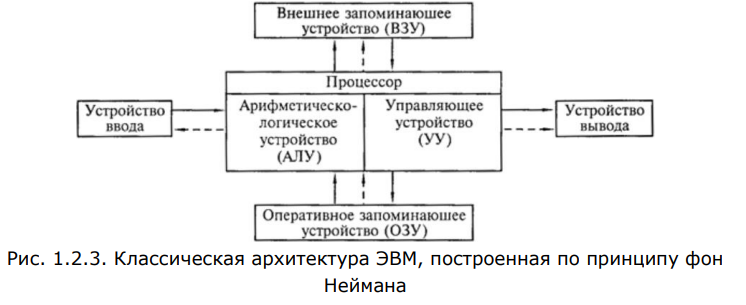 Внешнее запоминающее
устройство (ВЗУ)
Процессор
Устройство
ввода
Арифметическо-
логическое
устройство
(АЛУ)
Управляющее
устройство
(УУ)
Устройство
вывода
Оперативное запоминающее
устройство (ОЗУ)
Рис. 1.2.3. Классическая архитектура ЭВМ, построенная по принципу фон
Неймана